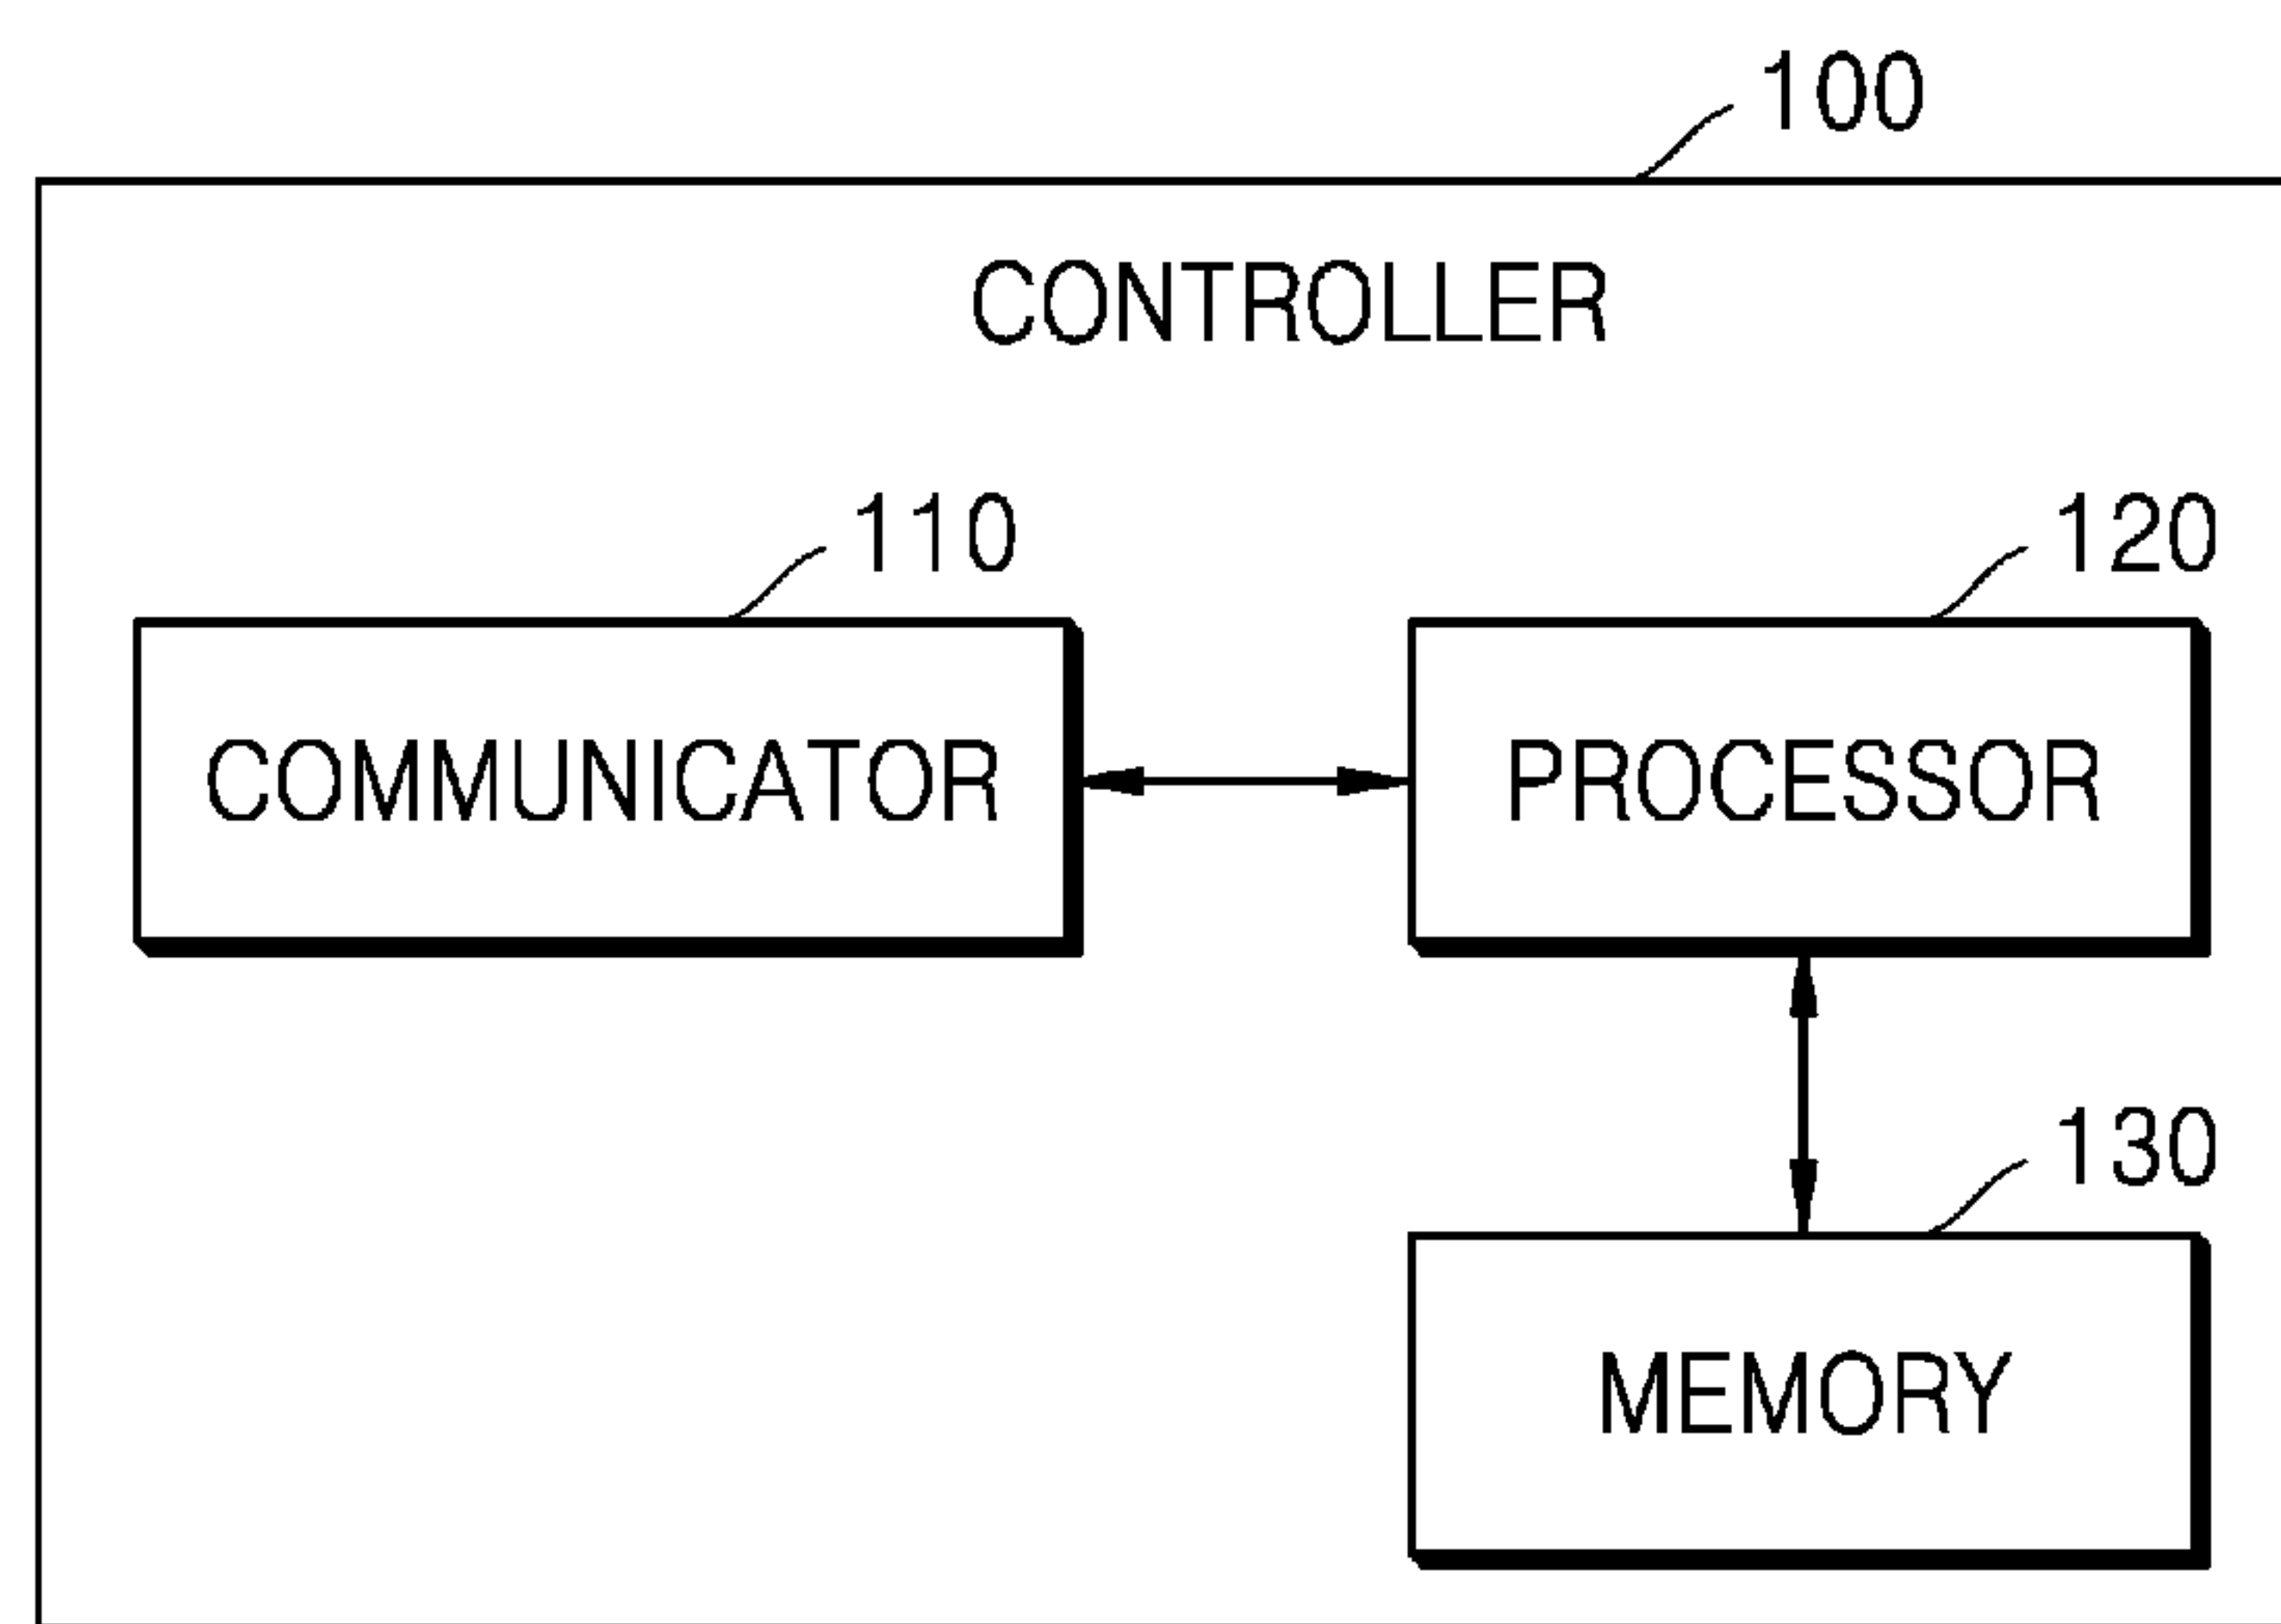 100
CONTROLLER
110
120
COMMUNICATOR
PROCESSOR
130
MEMORY